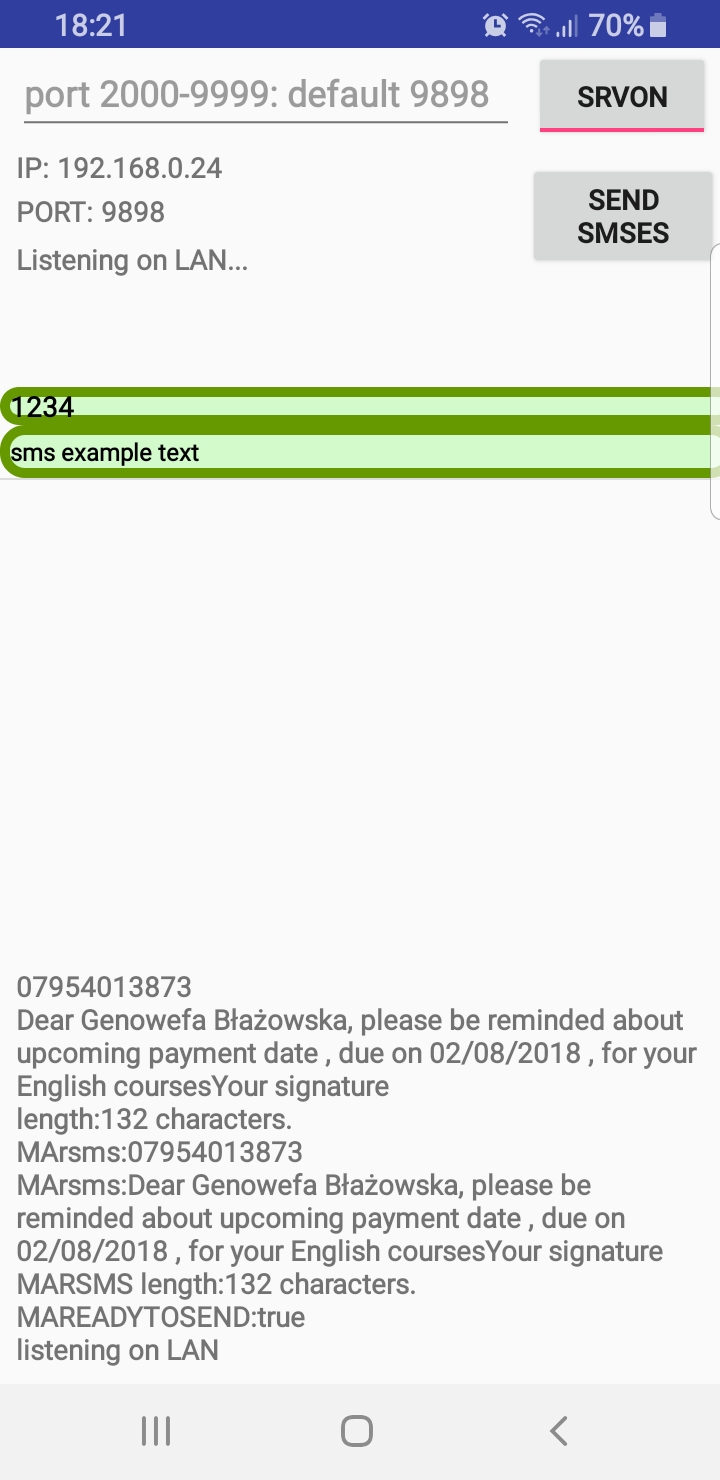 18:21 70%
port 2000-9999: default 9898
SRVON
IP: 192.168.0.24
PORT: 9898
Listening on LAN...
SEND
SMSES
1234
sms example text
07954013873
Dear Genowefa Błażowska, please be reminded about
upcoming payment date , due on 02/08/2018 , for your
English coursesYour signature
length:132 characters.
MArsms:07954013873
MArsms:Dear Genowefa Błażowska, please be
reminded about upcoming payment date , due on
02/08/2018 , for your English coursesYour signature
MARSMS length:132 characters.
MAREADYTOSEND:true
listening on LAN